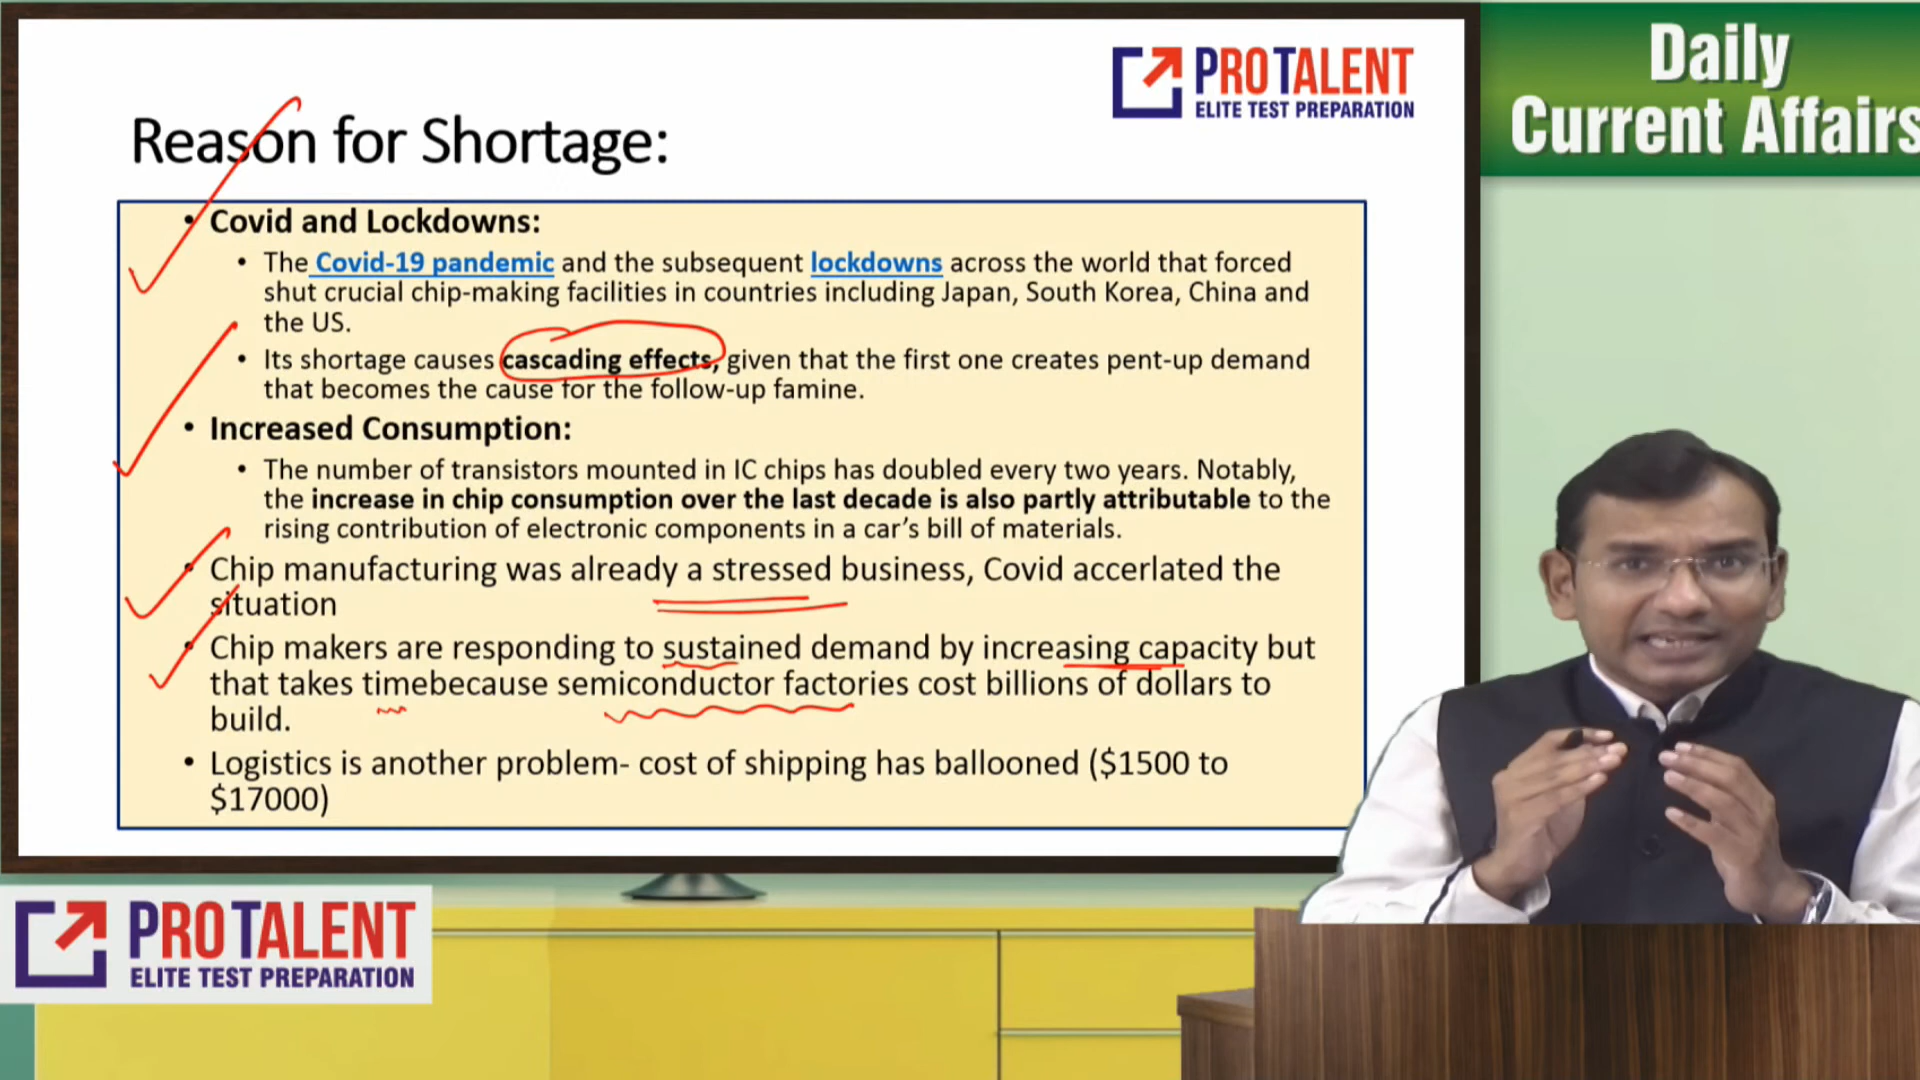 PROTALENT
ELITE TEST PREPARATION
Daily
Current Affairs
Reason for Shortage:
• Covid and Lockdowns:
• The Covid-19 pandemic and the subsequent lockdowns across the world that forced
shut crucial chip-making facilities in countries including Japan, South Korea, China and
the US.
• Its shortage causes cascading effects, given that the first one creates pent-up demand
that becomes the cause for the follow-up famine.
• Increased Consumption:
• The number of transistors mounted in IC chips has doubled every two years. Notably,
the increase in chip consumption over the last decade is also partly attributable to the
rising contribution of electronic components in a car's bill of materials.
• Chip manufacturing was already a stressed business, Covid accerlated the
situation
• Chip makers are responding to sustained demand by increasing capacity but
that takes timebecause semiconductor factories cost billions of dollars to
build.
• Logistics is another problem- cost of shipping has ballooned ($1500 to
$17000)
PROTALENT
ELITE TEST PREPARATION